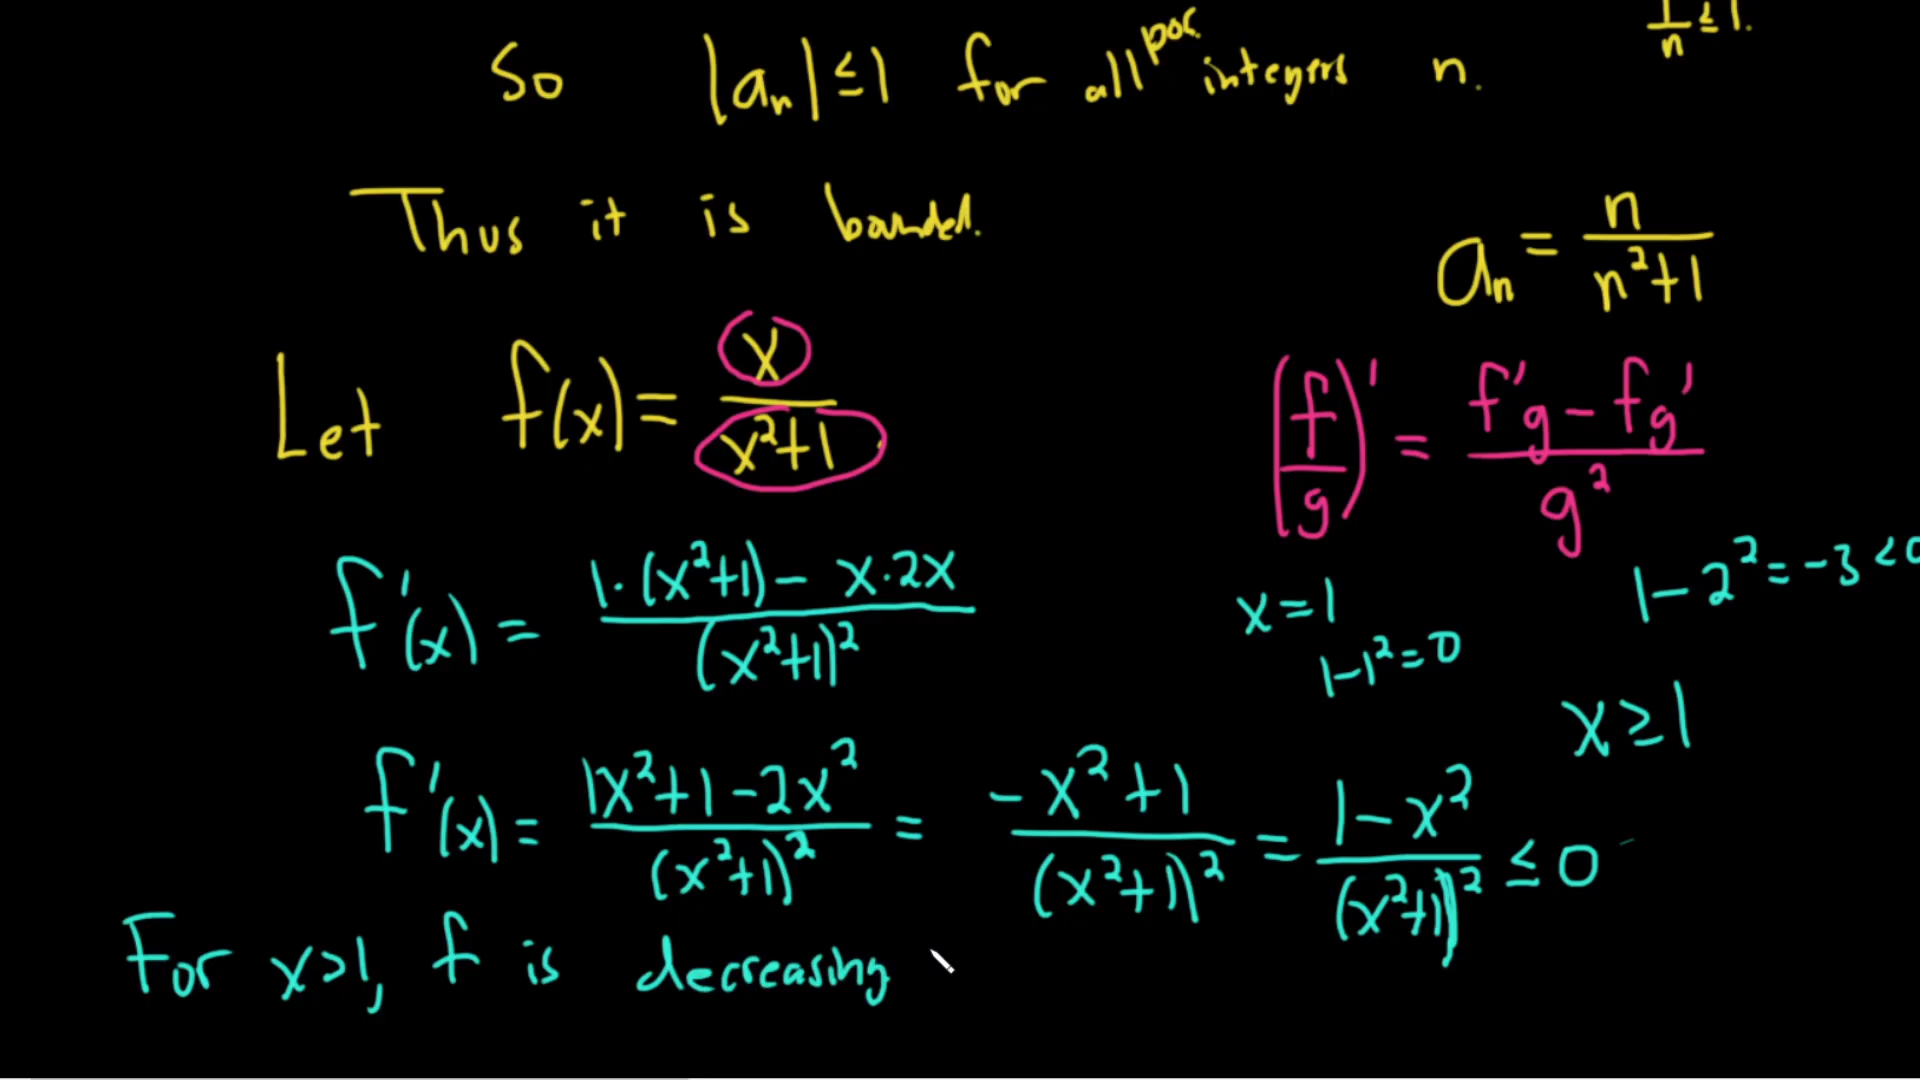 1/n ≤ 1.
So |aₙ| ≤ 1 for all pos. integers n.
Thus it is bounded.
aₙ = n/(n²+1)
Let f(x) = x/(x²+1)
(f/g)' = (f'g - fg')/g²
f'(x) = (1·(x²+1) - x·2x)/(x²+1)²
x=1
1-1²=0
1-2²=-3<0
x≥1
f'(x) = (1x²+1-2x²)/(x²+1)² = (-x²+1)/(x²+1)² = (1-x²)/(x²+1)² ≤ 0
For x>1, f is decreasing